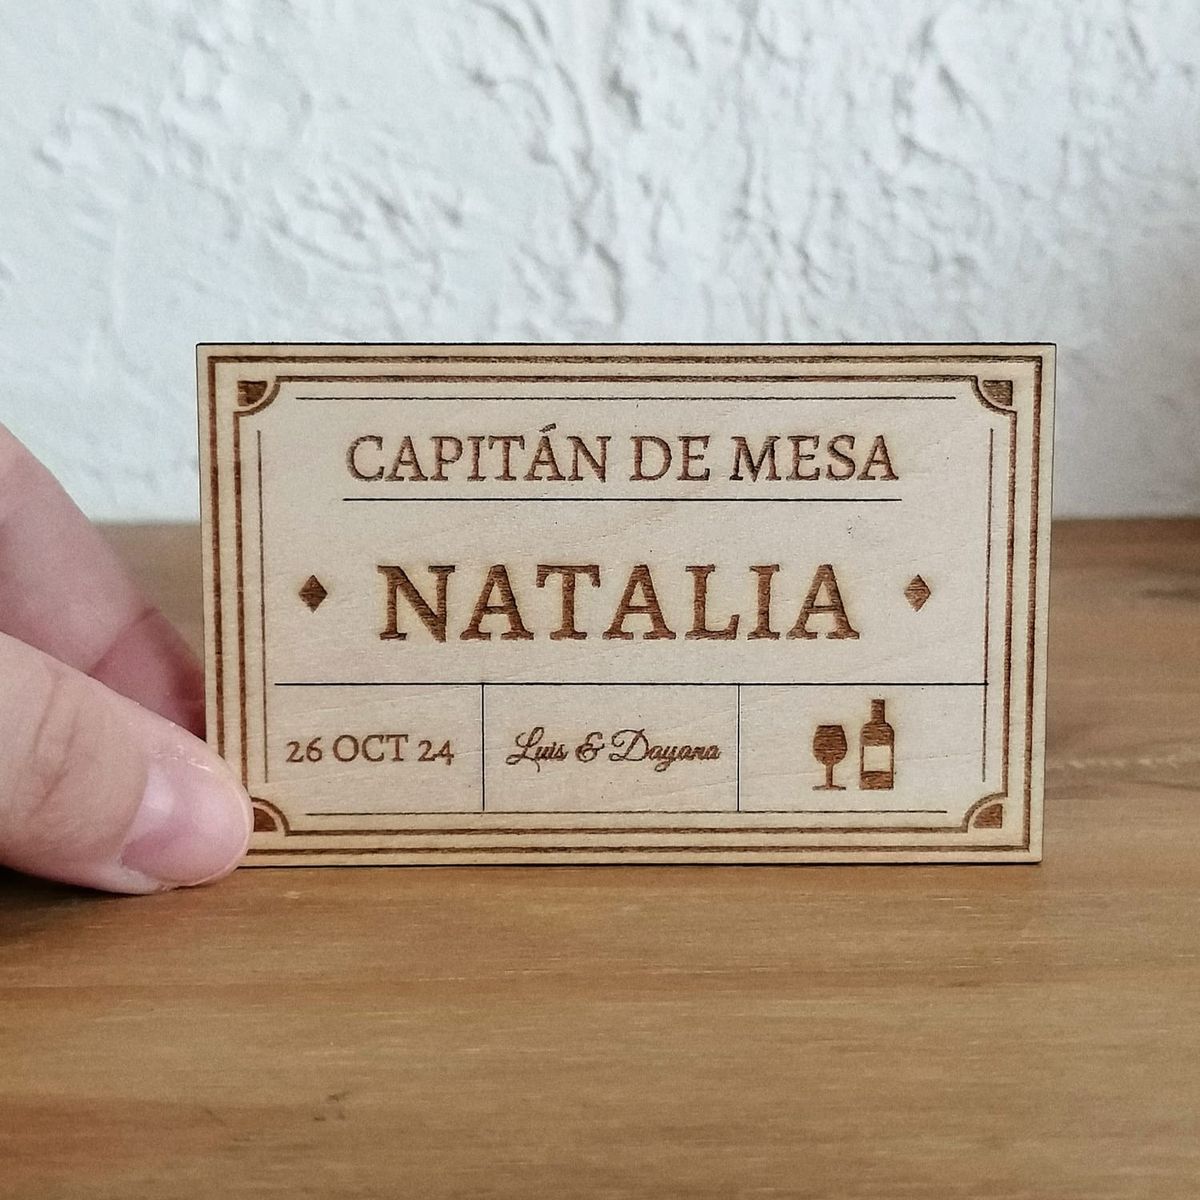 CAPITÁN DE MESA
NATALIA
26 OCT 24
Luis & Dayana